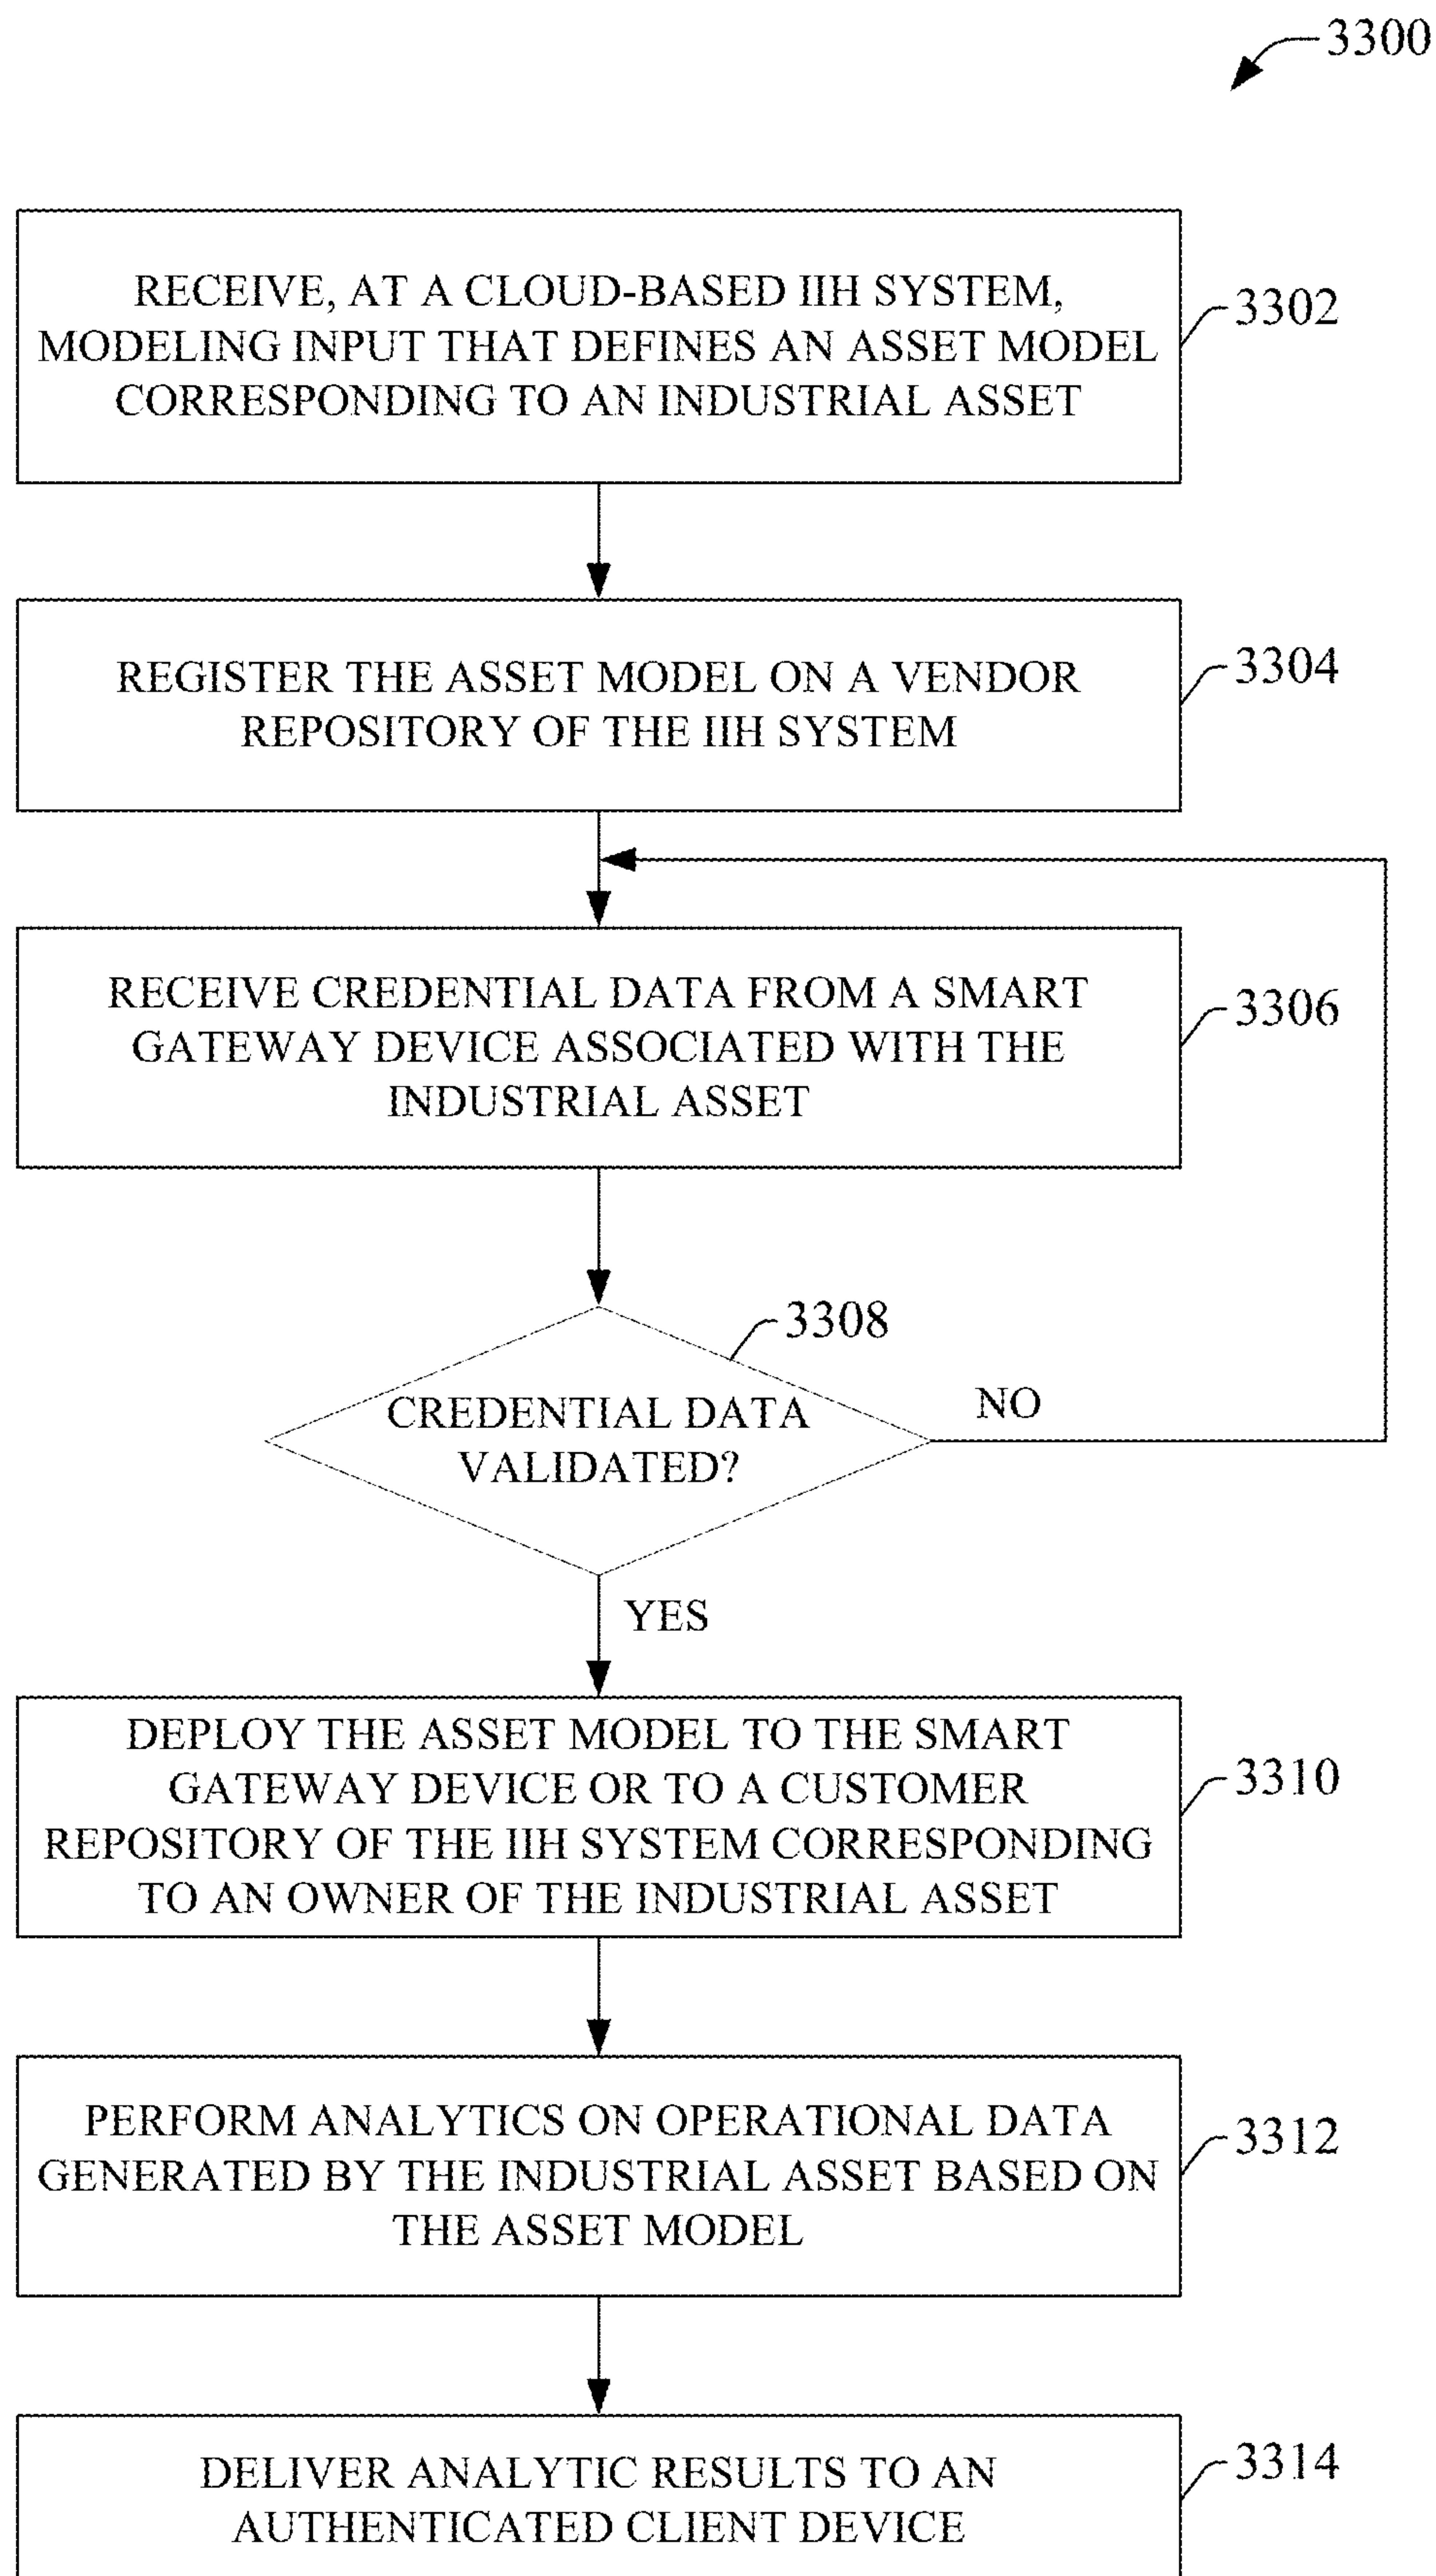 3300
RECEIVE, AT A CLOUD-BASED IIH SYSTEM,
MODELING INPUT THAT DEFINES AN ASSET MODEL
CORRESPONDING TO AN INDUSTRIAL ASSET
3302
REGISTER THE ASSET MODEL ON A VENDOR
REPOSITORY OF THE IIH SYSTEM
3304
RECEIVE CREDENTIAL DATA FROM A SMART
GATEWAY DEVICE ASSOCIATED WITH THE
INDUSTRIAL ASSET
3306
3308
CREDENTIAL DATA
VALIDATED?
NO
YES
DEPLOY THE ASSET MODEL TO THE SMART
GATEWAY DEVICE OR TO A CUSTOMER
REPOSITORY OF THE IIH SYSTEM CORRESPONDING
TO AN OWNER OF THE INDUSTRIAL ASSET
3310
PERFORM ANALYTICS ON OPERATIONAL DATA
GENERATED BY THE INDUSTRIAL ASSET BASED ON
THE ASSET MODEL
3312
DELIVER ANALYTIC RESULTS TO AN
AUTHENTICATED CLIENT DEVICE
3314